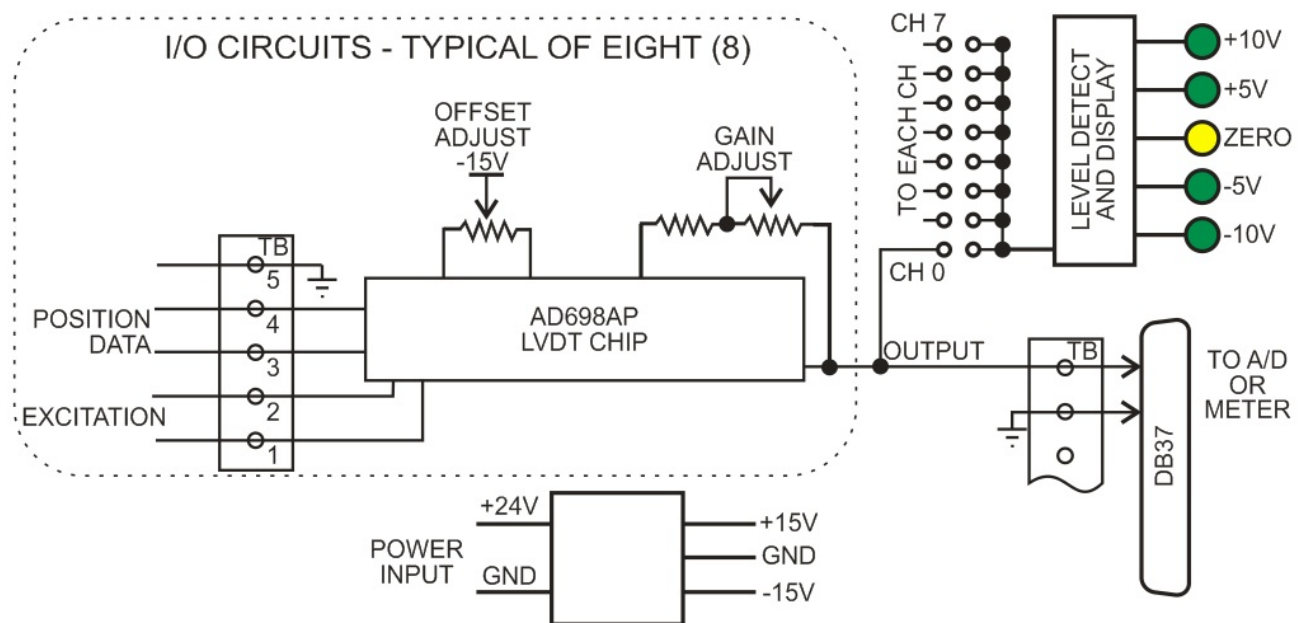 I/O CIRCUITS - TYPICAL OF EIGHT (8)
OFFSET
ADJUST
-15V
GAIN
ADJUST
TB
5
4
3
2
1
POSITION
DATA
EXCITATION
AD698AP
LVDT CHIP
OUTPUT
CH 7
TO EACH CH
CH 0
LEVEL DETECT
AND DISPLAY
+10V
+5V
ZERO
-5V
-10V
TB
DB37
TO A/D
OR
METER
POWER
INPUT
+24V
GND
+15V
GND
-15V